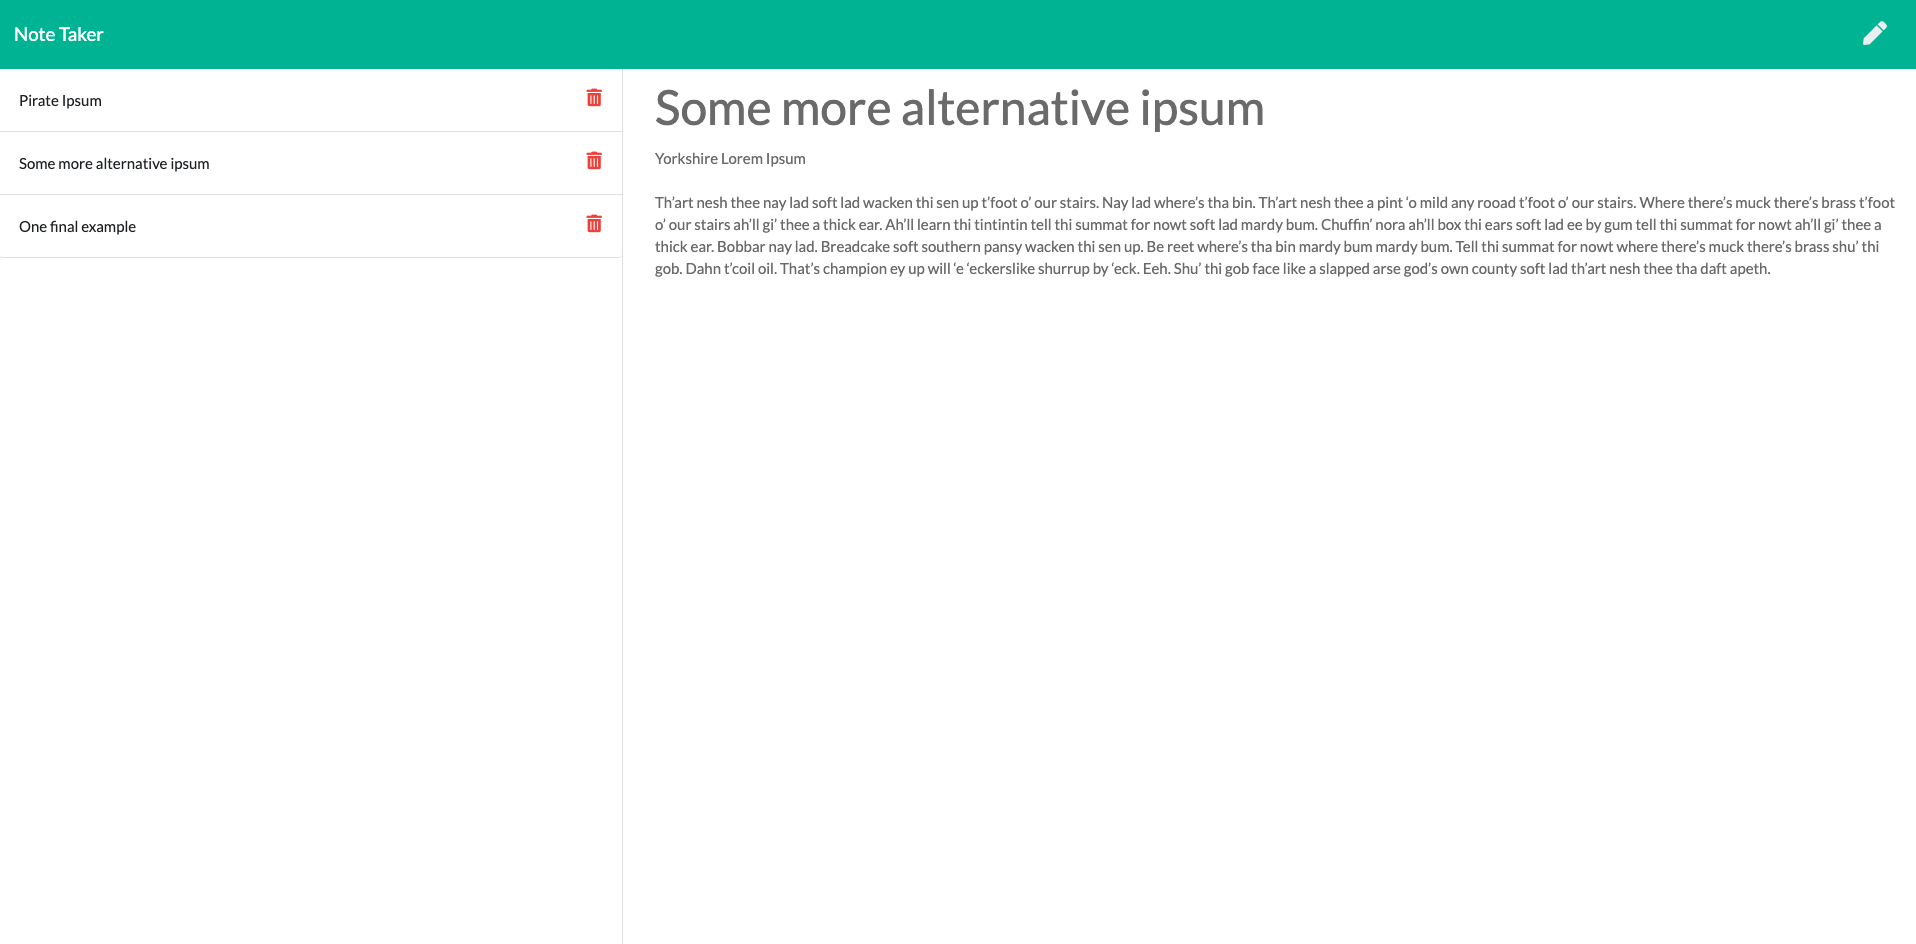 Note Taker
Pirate Ipsum
Some more alternative ipsum
One final example
Some more alternative ipsum
Yorkshire Lorem Ipsum
Th’art nesh thee nay lad soft lad wacken thi sen up t’foot o’ our stairs. Nay lad where’s tha bin. Th’art nesh thee a pint ‘o mild any rooad t’foot o’ our stairs. Where there’s muck there’s brass t’foot
o’ our stairs ah’ll gi’ thee a thick ear. Ah’ll learn thi tintintin tell thi summat for nowt soft lad mardy bum. Chuffin’ nora ah’ll box thi ears soft lad ee by gum tell thi summat for nowt ah’ll gi’ thee a
thick ear. Bobbar nay lad. Breadcake soft southern pansy wacken thi sen up. Be reet where’s tha bin mardy bum mardy bum. Tell thi summat for nowt where there’s muck there’s brass shu’ thi
gob. Dahn t’coil oil. That’s champion ey up will ‘e ‘eckerslike shurrup by ‘eck. Eeh. Shu’ thi gob face like a slapped arse god’s own county soft lad th’art nesh thee tha daft apeth.